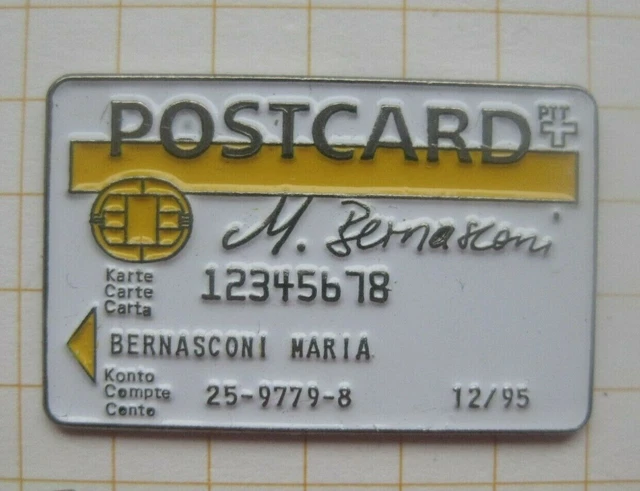 POSTCARD PTT
M. Bernasconi
Karte
Carte
Carta
12345678
BERNASCONI MARIA
Konto
Compte
Conto
25-9779-8 12/95